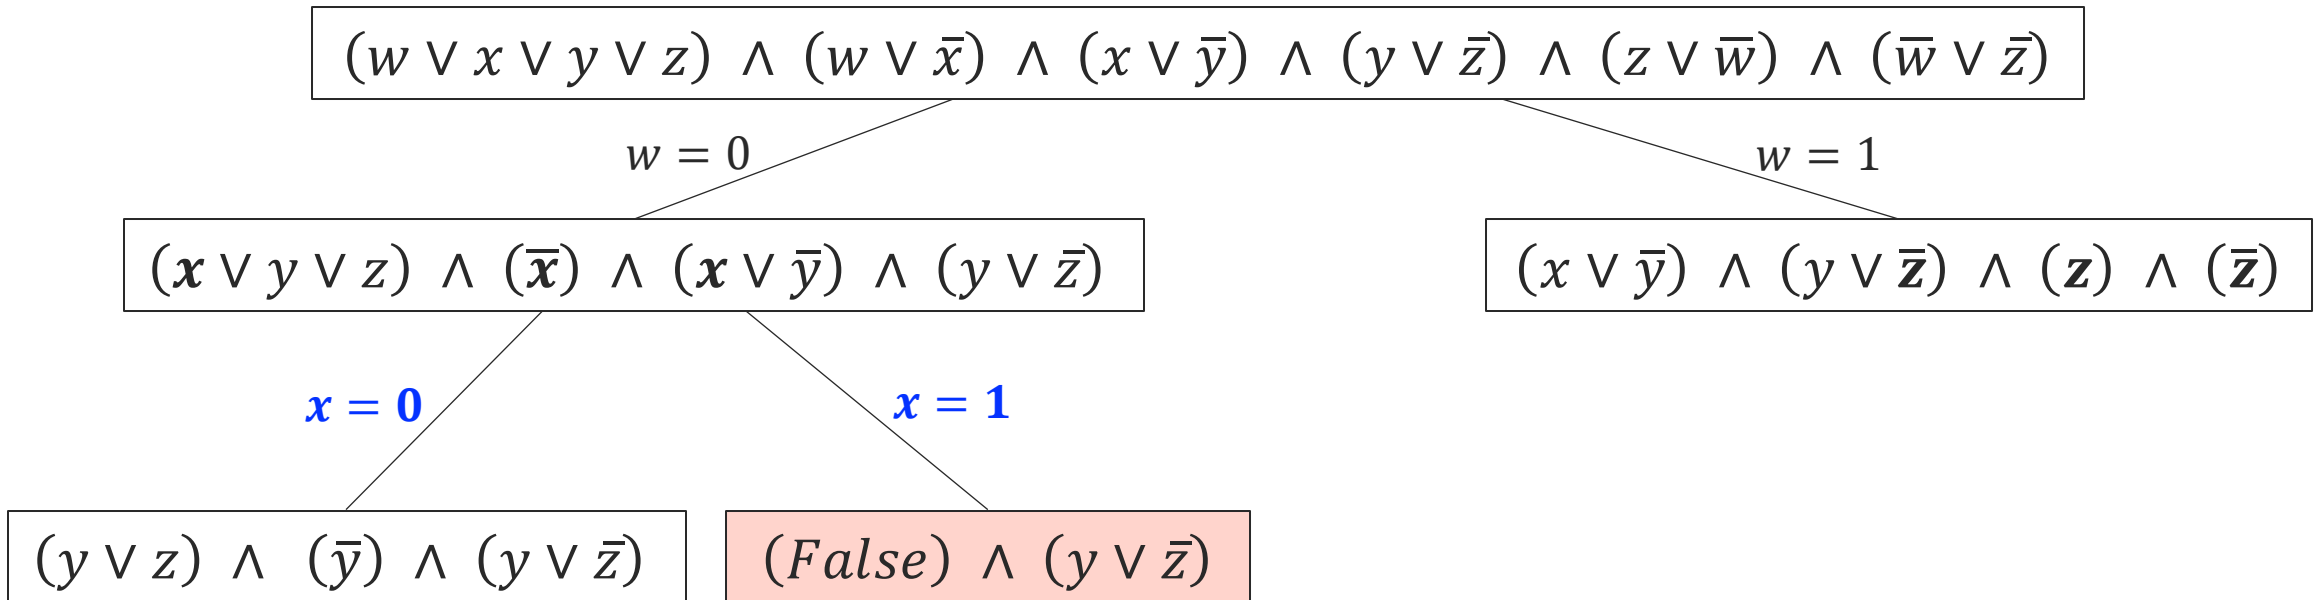 (w ∨ x ∨ y ∨ z) ∧ (w ∨ x̅) ∧ (x ∨ y̅) ∧ (y ∨ z̅) ∧ (z ∨ w̅) ∧ (w̅ ∨ z̅)
w = 0
w = 1
(x ∨ y ∨ z) ∧ (x̅) ∧ (x ∨ y̅) ∧ (y ∨ z̅)
(x ∨ y̅) ∧ (y ∨ z̅) ∧ (z) ∧ (z̅)
x = 0
x = 1
(y ∨ z) ∧ (y̅) ∧ (y ∨ z̅)
(False) ∧ (y ∨ z̅)